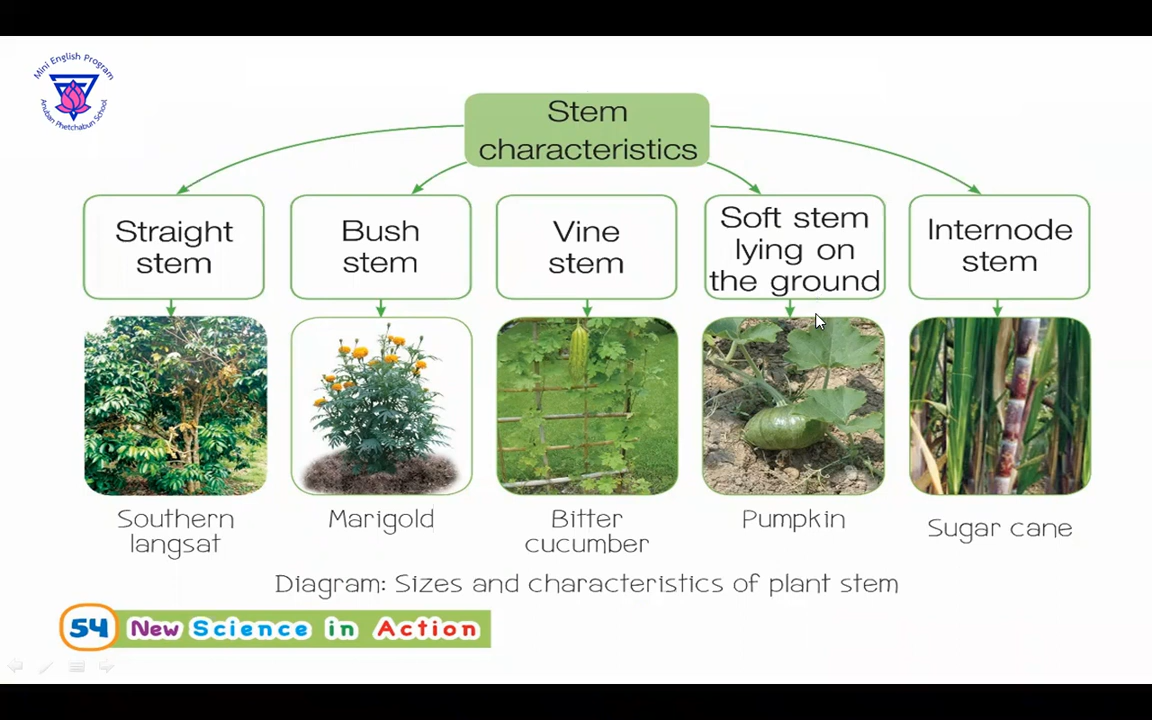 Mini English Program
Anuban Phetchabun School
Stem
characteristics
Straight
stem
Bush
stem
Vine
stem
Soft stem
lying on
the ground
Internode
stem
Southern
langsat
Marigold
Bitter
cucumber
Pumpkin
Sugar cane
Diagram: Sizes and characteristics of plant stem
54 New Science in Action